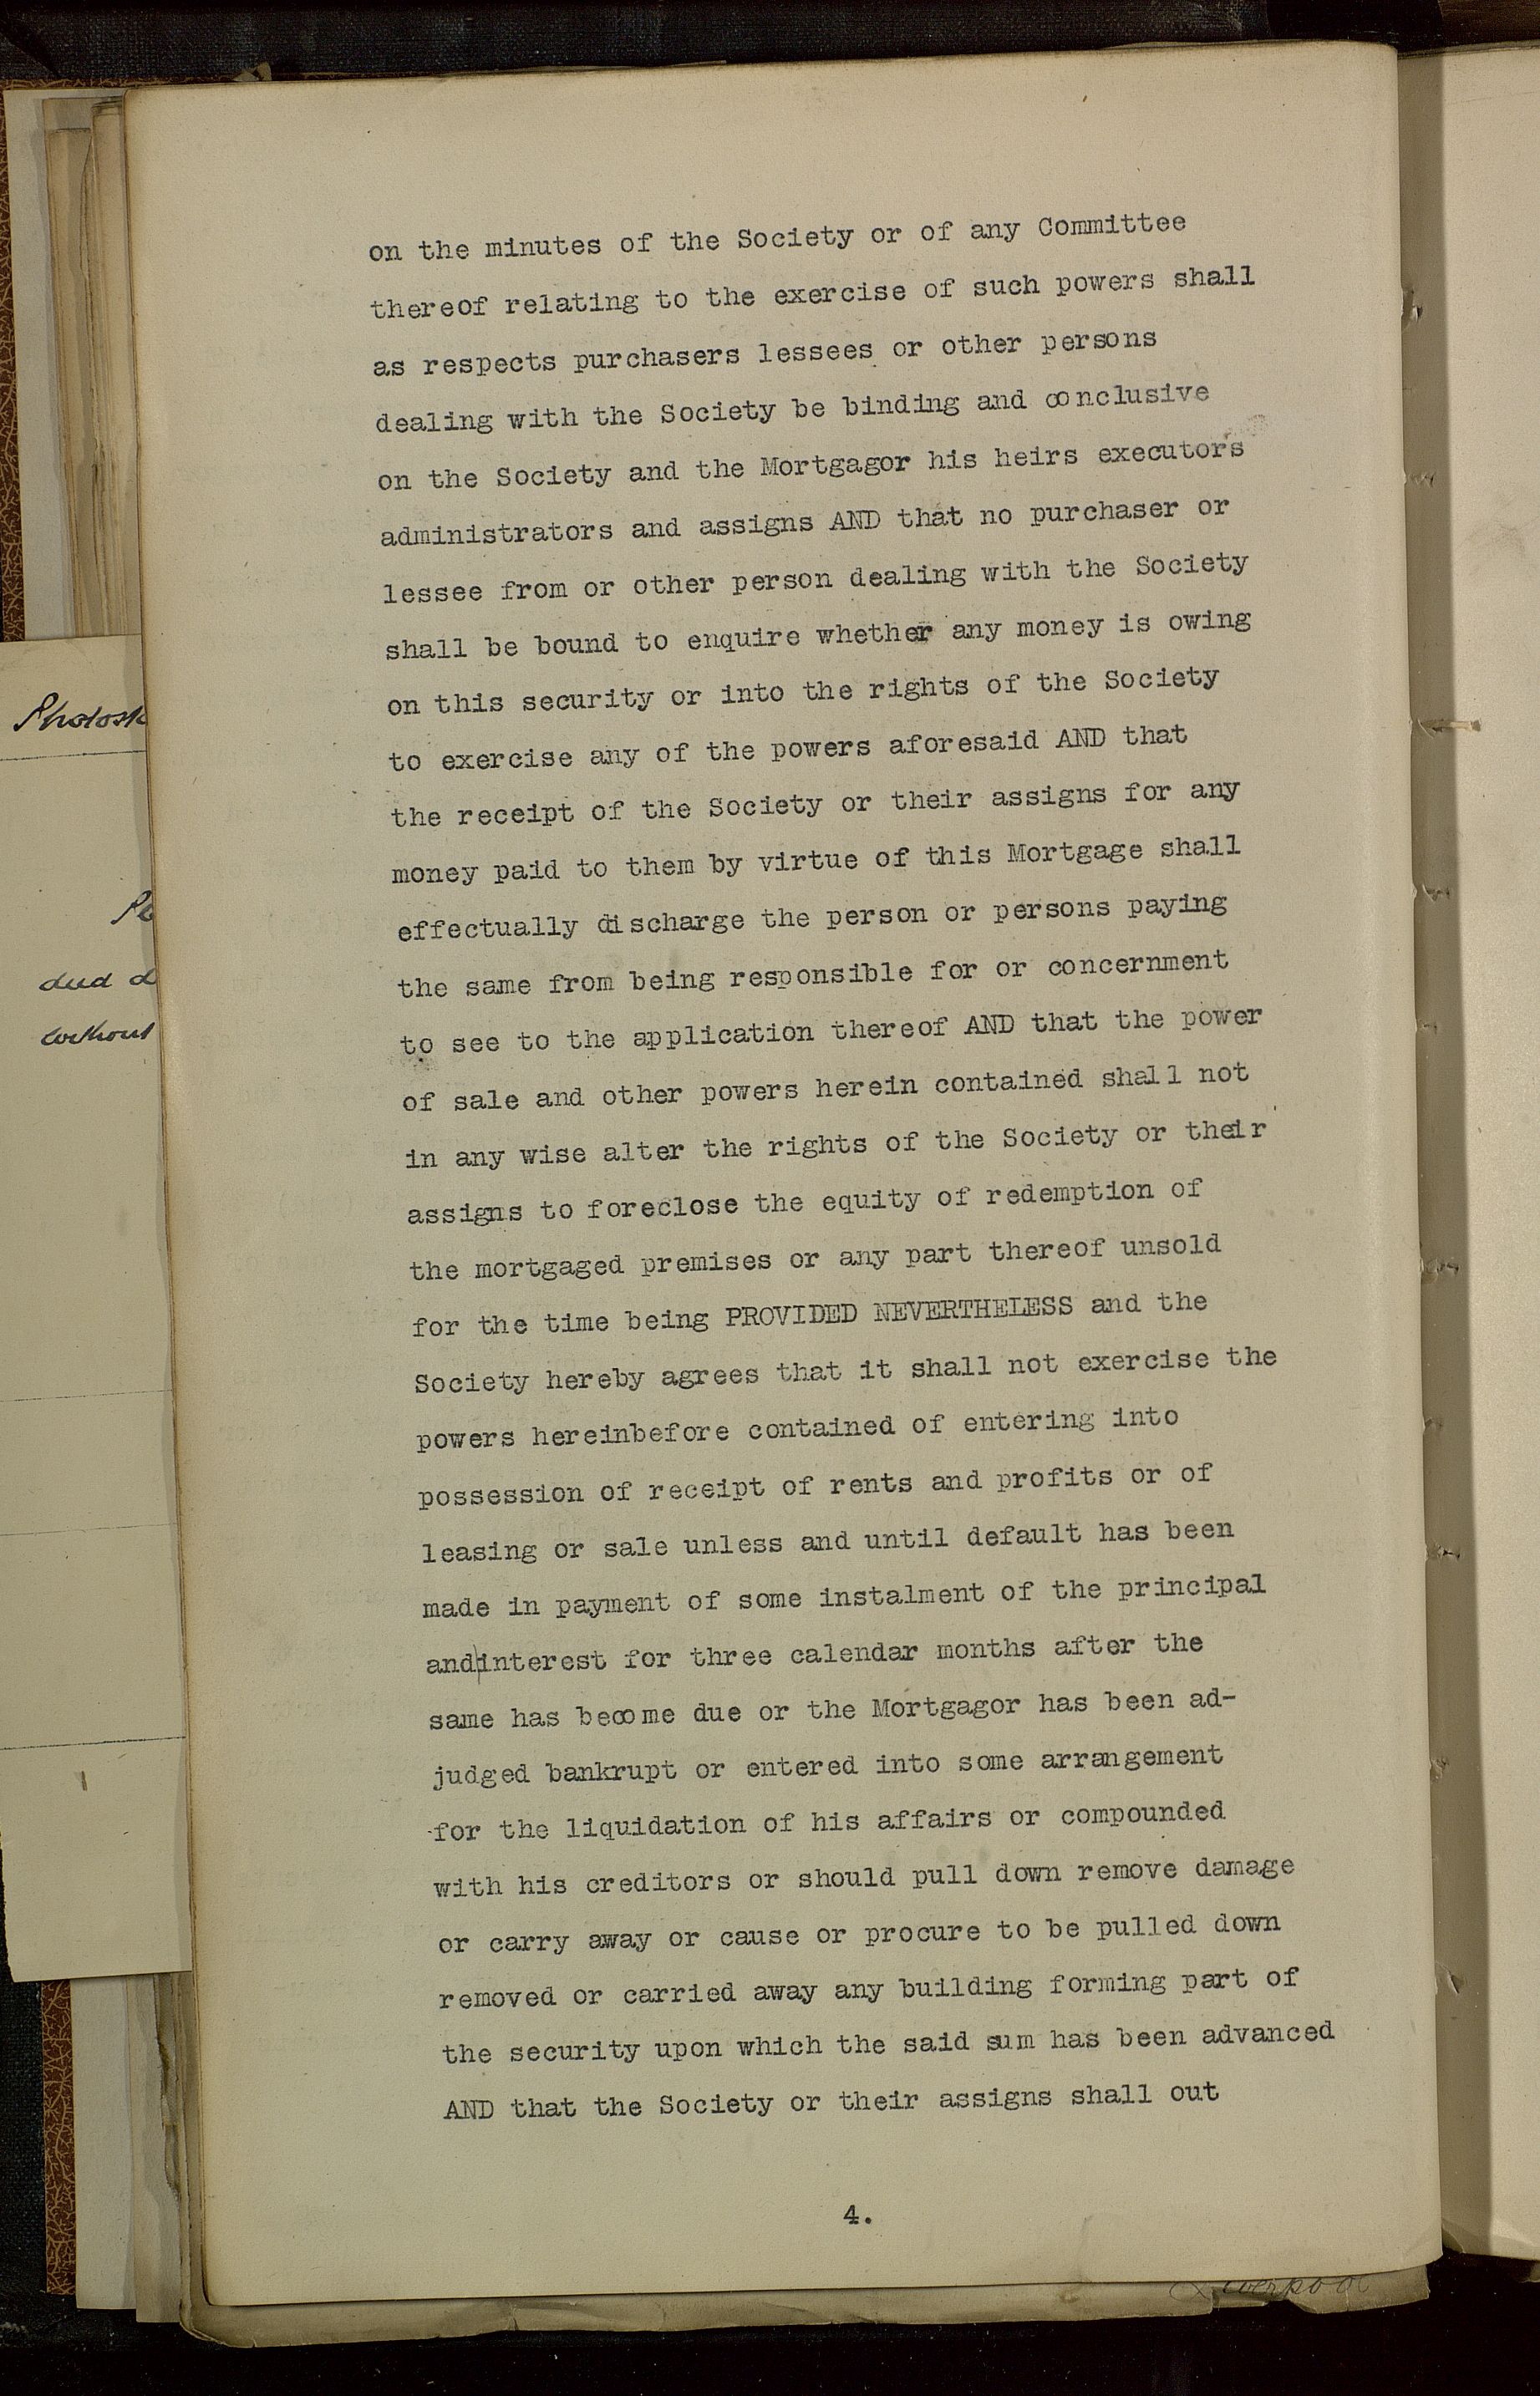 on the minutes of the Society or of any Committee
thereof relating to the exercise of such powers shall
as respects purchasers lessees or other persons
dealing with the Society be binding and conclusive
on the Society and the Mortgagor his heirs executors
administrators and assigns AND that no purchaser or
lessee from or other person dealing with the Society
shall be bound to enquire whether any money is owing
on this security or into the rights of the Society
to exercise any of the powers aforesaid AND that
the receipt of the Society or their assigns for any
money paid to them by virtue of this Mortgage shall
effectually discharge the person or persons paying
the same from being responsible for or concernment
to see to the application thereof AND that the power
of sale and other powers herein contained shall not
in any wise alter the rights of the Society or their
assigns to foreclose the equity of redemption of
the mortgaged premises or any part thereof unsold
for the time being PROVIDED NEVERTHELESS and the
Society hereby agrees that it shall not exercise the
powers hereinbefore contained of entering into
possession of receipt of rents and profits or of
leasing or sale unless and until default has been
made in payment of some instalment of the principal
and|interest for three calendar months after the
same has become due or the Mortgagor has been ad-
judged bankrupt or entered into some arrangement
for the liquidation of his affairs or compounded
with his creditors or should pull down remove damage
or carry away or cause or procure to be pulled down
removed or carried away any building forming part of
the security upon which the said sum has been advanced
AND that the Society or their assigns shall out
4.
without